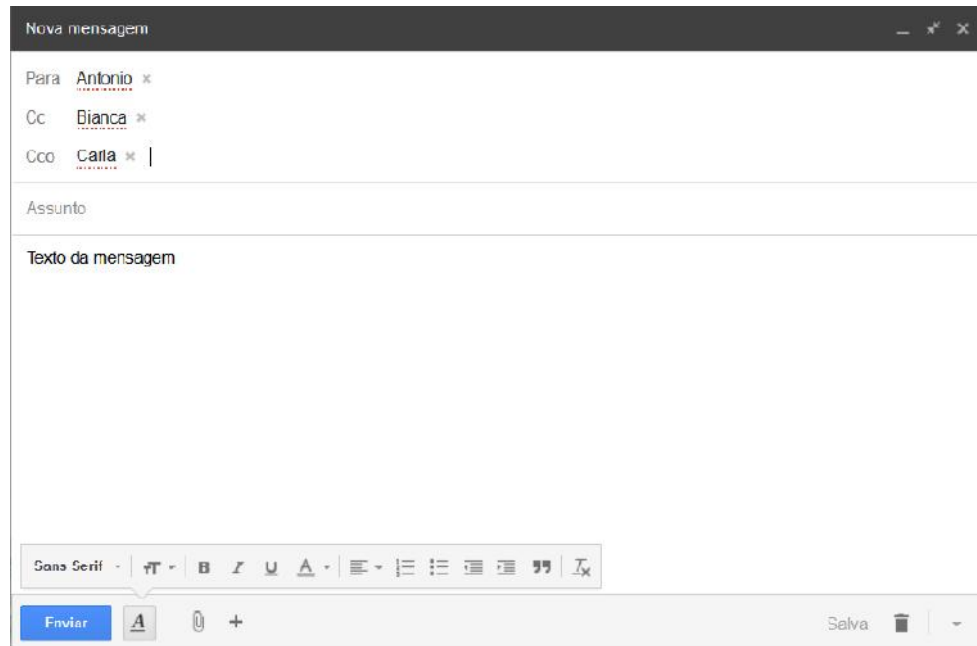 Nova mensagem
Para Antonio
Cc Bianca
Cco Carla
Assunto
Texto da mensagem
Sans Serif
Enviar
Salva